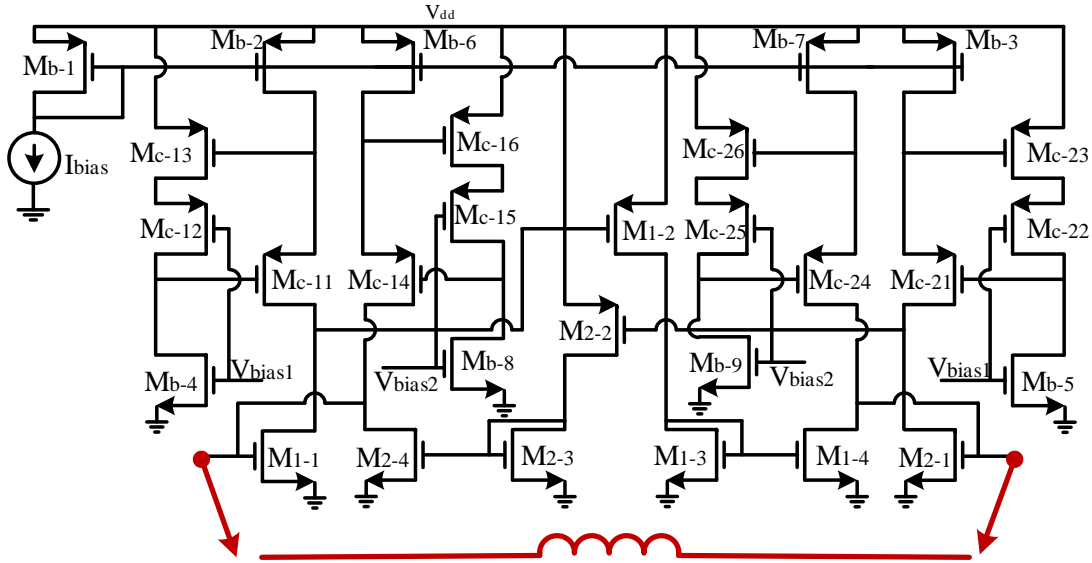 Vdd
Mb-1
Mb-2
Mb-6
Mb-7
Mb-3
Ibias
Mc-13
Mc-16
Mc-26
Mc-23
Mc-12
Mc-15
M1-2
Mc-25
Mc-22
Mc-11
Mc-14
Mc-24
Mc-21
M2-2
Mb-4
Vbias1
Vbias2
Mb-8
Mb-9
Vbias2
Vbias1
Mb-5
M1-1
M2-4
M2-3
M1-3
M1-4
M2-1